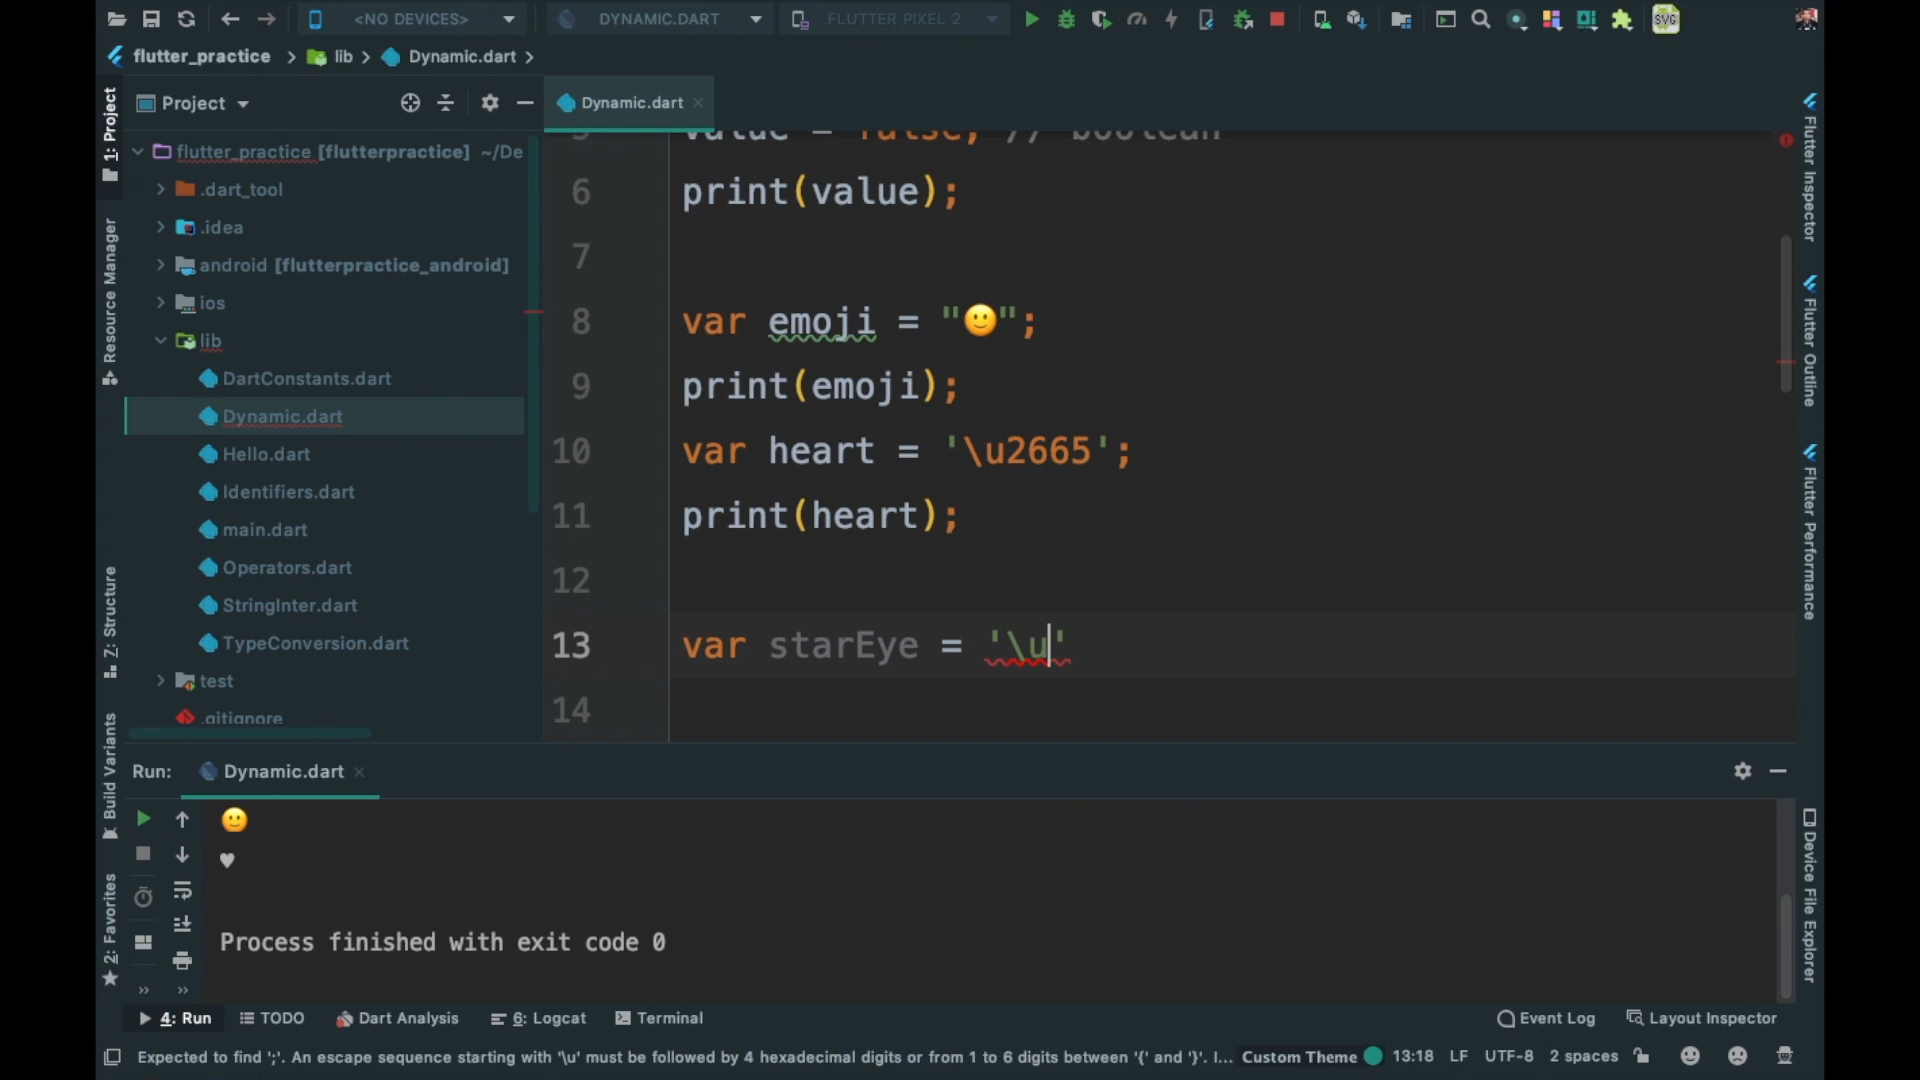 <NO DEVICES>
DYNAMIC.DART
FLUTTER PIXEL 2
SVG
flutter_practice
lib
Dynamic.dart
1: Project
Resource Manager
Z: Structure
Build Variants
2: Favorites
Project
flutter_practice [flutterpractice] ~/De
.dart_tool
.idea
android [flutterpractice_android]
ios
lib
DartConstants.dart
Dynamic.dart
Hello.dart
Identifiers.dart
main.dart
Operators.dart
StringInter.dart
TypeConversion.dart
test
.gitignore
Dynamic.dart
5 value = false; // boolean
6 print(value);
7
8 var emoji = "🙂";
9 print(emoji);
10 var heart = '\u2665';
11 print(heart);
12
13 var starEye = '\u'
14
Flutter Inspector
Flutter Outline
Flutter Performance
Device File Explorer
Run: Dynamic.dart
🙂
♥
Process finished with exit code 0
4: Run
TODO
Dart Analysis
6: Logcat
Terminal
Event Log
Layout Inspector
Expected to find ';'. An escape sequence starting with '\u' must be followed by 4 hexadecimal digits or from 1 to 6 digits between '{' and '}'. I... Custom Theme 13:18 LF UTF-8 2 spaces